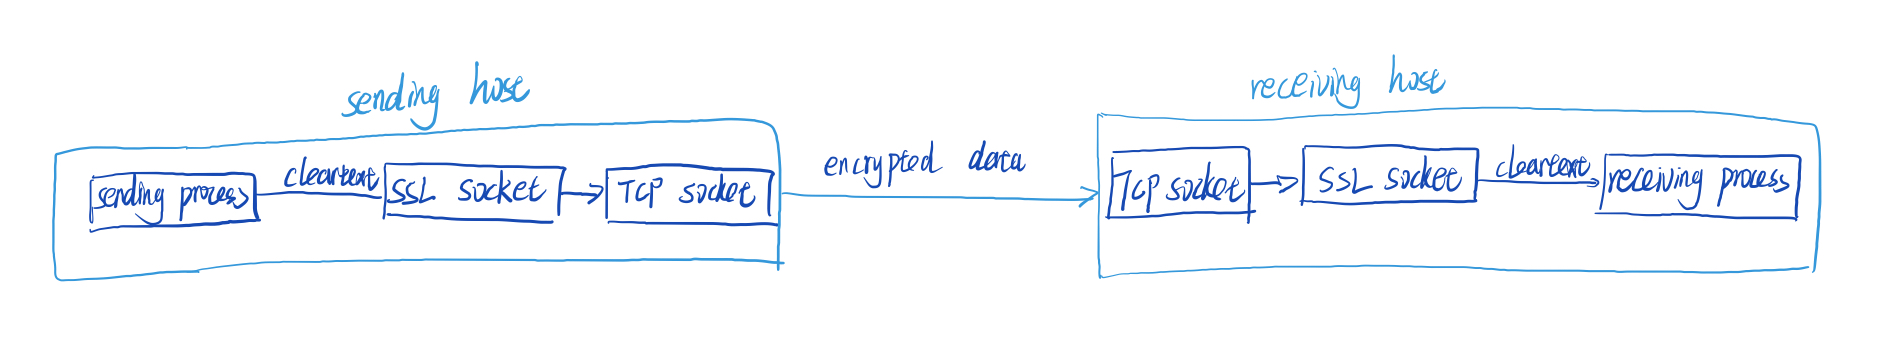 sending host
receiving host
sending process
cleartext
SSL socket
TCP socket
encrypted data
TCP socket
SSL socket
cleartext
receiving process